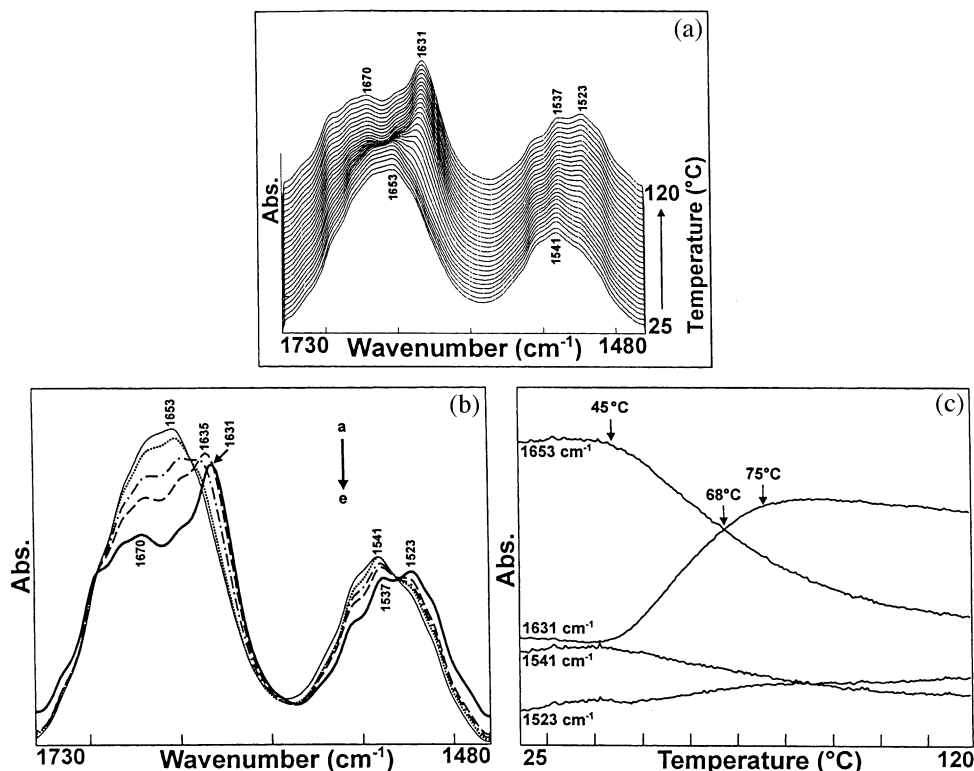 (a)
1631
1670
1537 1523
1653
1541
Abs.
120
25
Temperature (°C)
1730 Wavenumber (cm-1) 1480
(b)
1653
1635
1631
a
e
1670
1541
1523
1537
Abs.
1730 Wavenumber (cm-1) 1480
(c)
45°C
1653 cm-1
75°C
68°C
1631 cm-1
1541 cm-1
1523 cm-1
Abs.
25 Temperature (°C) 120